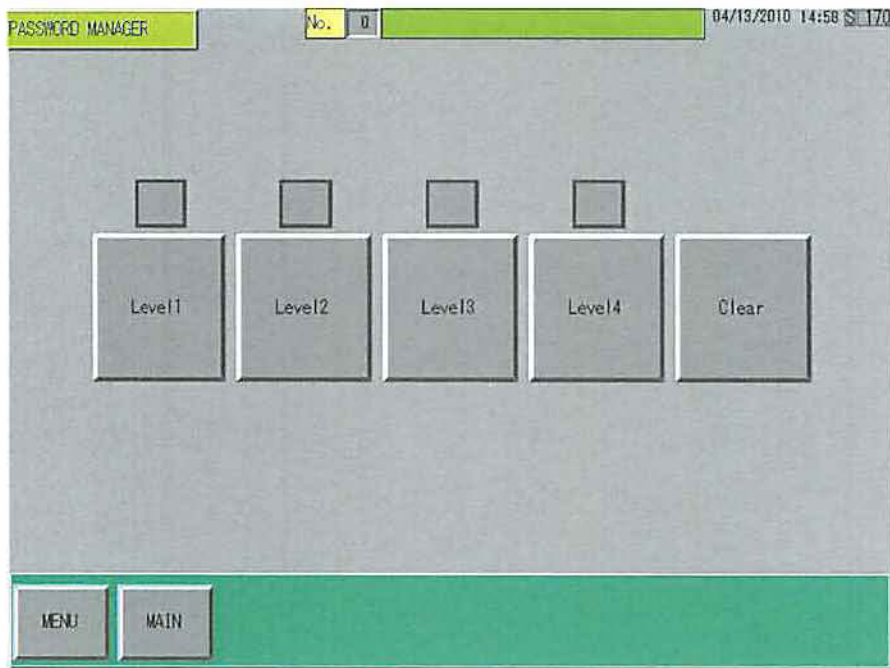 PASSWORD MANAGER
No. 0
04/13/2010 14:58 S 170
Level1
Level2
Level3
Level4
Clear
MENU
MAIN